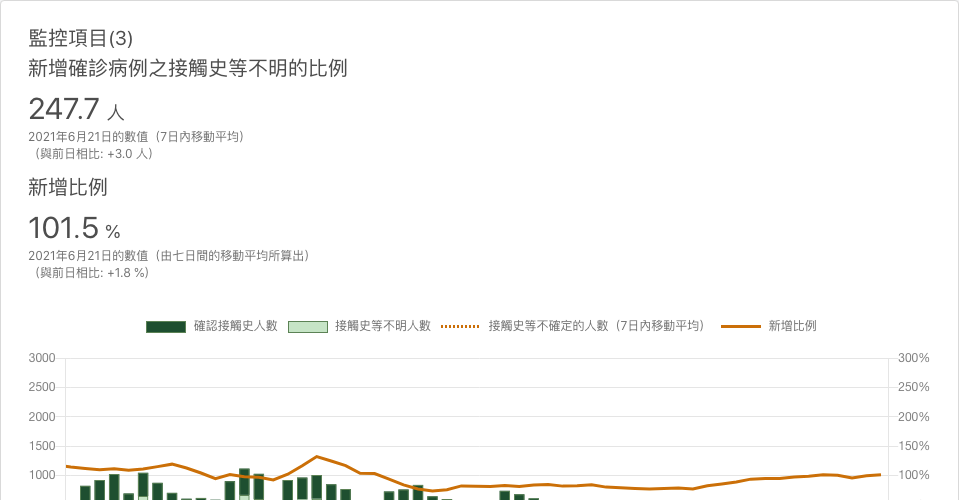 監控項目(3)
新增確診病例之接觸史等不明的比例
247.7 人
2021年6月21日的數值（7日內移動平均）
（與前日相比: +3.0 人）
新增比例
101.5 %
2021年6月21日的數值（由七日間的移動平均所算出）
（與前日相比: +1.8 %）
確認接觸史人數 接觸史等不明人數 接觸史等不確定的人數（7日內移動平均） 新增比例
3000 300%
2500 250%
2000 200%
1500 150%
1000 100%